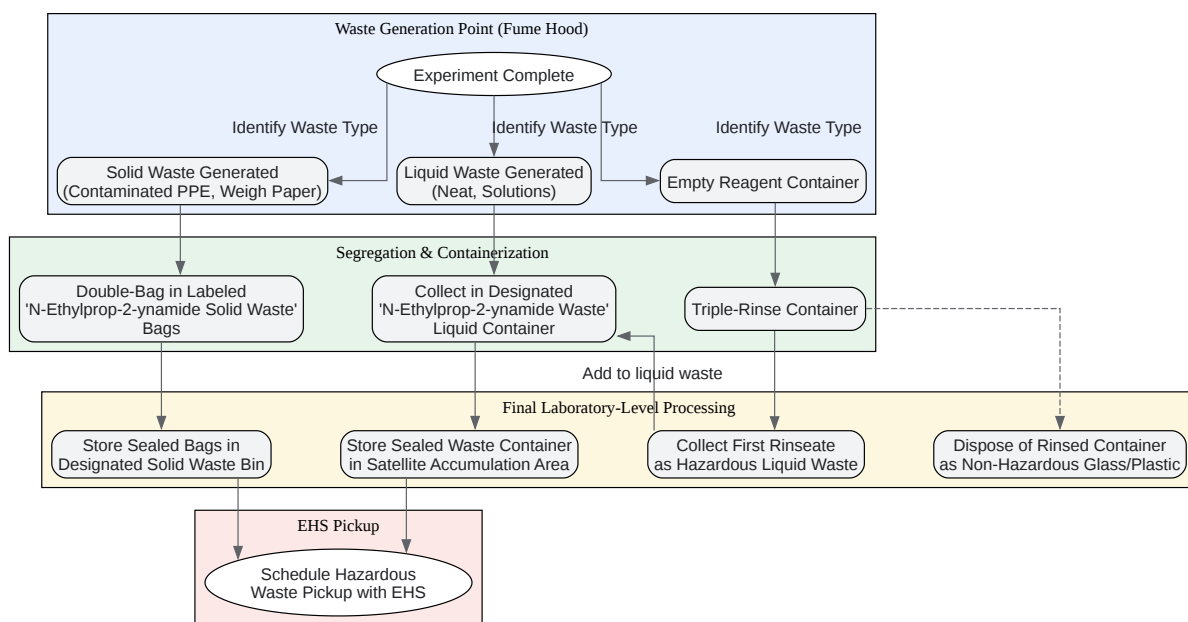 Waste Generation Point (Fume Hood)
Experiment Complete
Identify Waste Type
Identify Waste Type
Identify Waste Type
Solid Waste Generated
(Contaminated PPE, Weigh Paper)
Liquid Waste Generated
(Neat, Solutions)
Empty Reagent Container
Segregation & Containerization
Double-Bag in Labeled
'N-Ethylprop-2-ynamide Solid Waste'
Bags
Collect in Designated
'N-Ethylprop-2-ynamide Waste'
Liquid Container
Triple-Rinse Container
Add to liquid waste
Final Laboratory-Level Processing
Store Sealed Bags in
Designated Solid Waste Bin
Store Sealed Waste Container
in Satellite Accumulation Area
Collect First Rinseate
as Hazardous Liquid Waste
Dispose of Rinsed Container
as Non-Hazardous Glass/Plastic
EHS Pickup
Schedule Hazardous
Waste Pickup with EHS